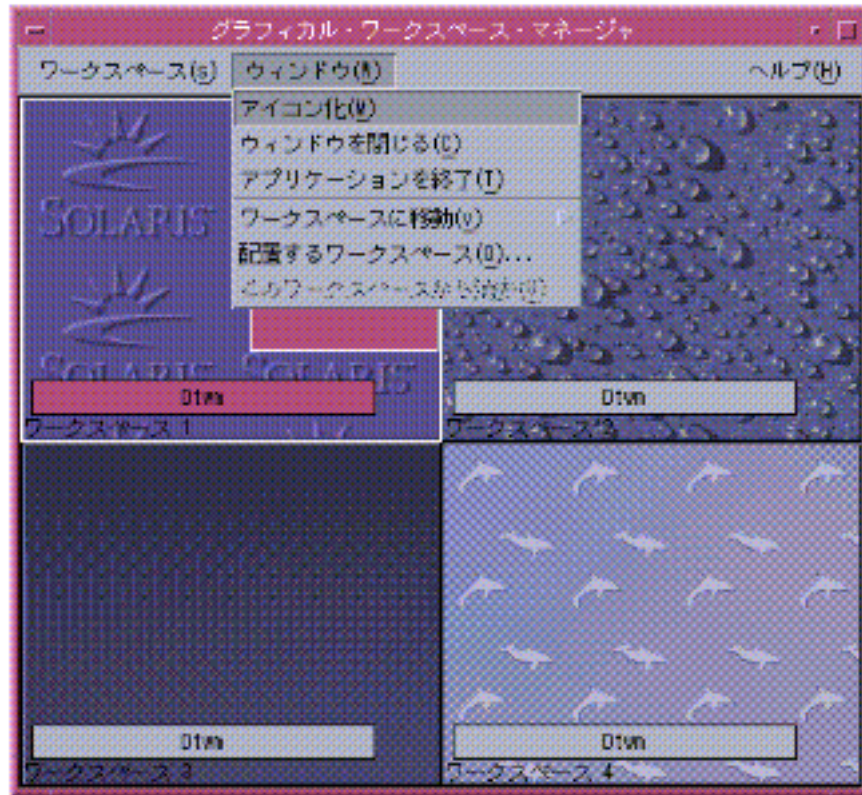 グラフィカル・ワークスペース・マネージャ
ワークスペース(s) ウィンドウ(W) ヘルプ(H)
アイコン化(M)
ウィンドウを閉じる(C)
アプリケーションを終了(T)
ワークスペースに移動(v)
配置するワークスペース(O)...
SOLARIS
SOLARIS SOLARIS
Dtwm Dtwm
ワークスペース 1 ワークスペース 2
Dtwm Dtwm
ワークスペース 3 ワークスペース 4